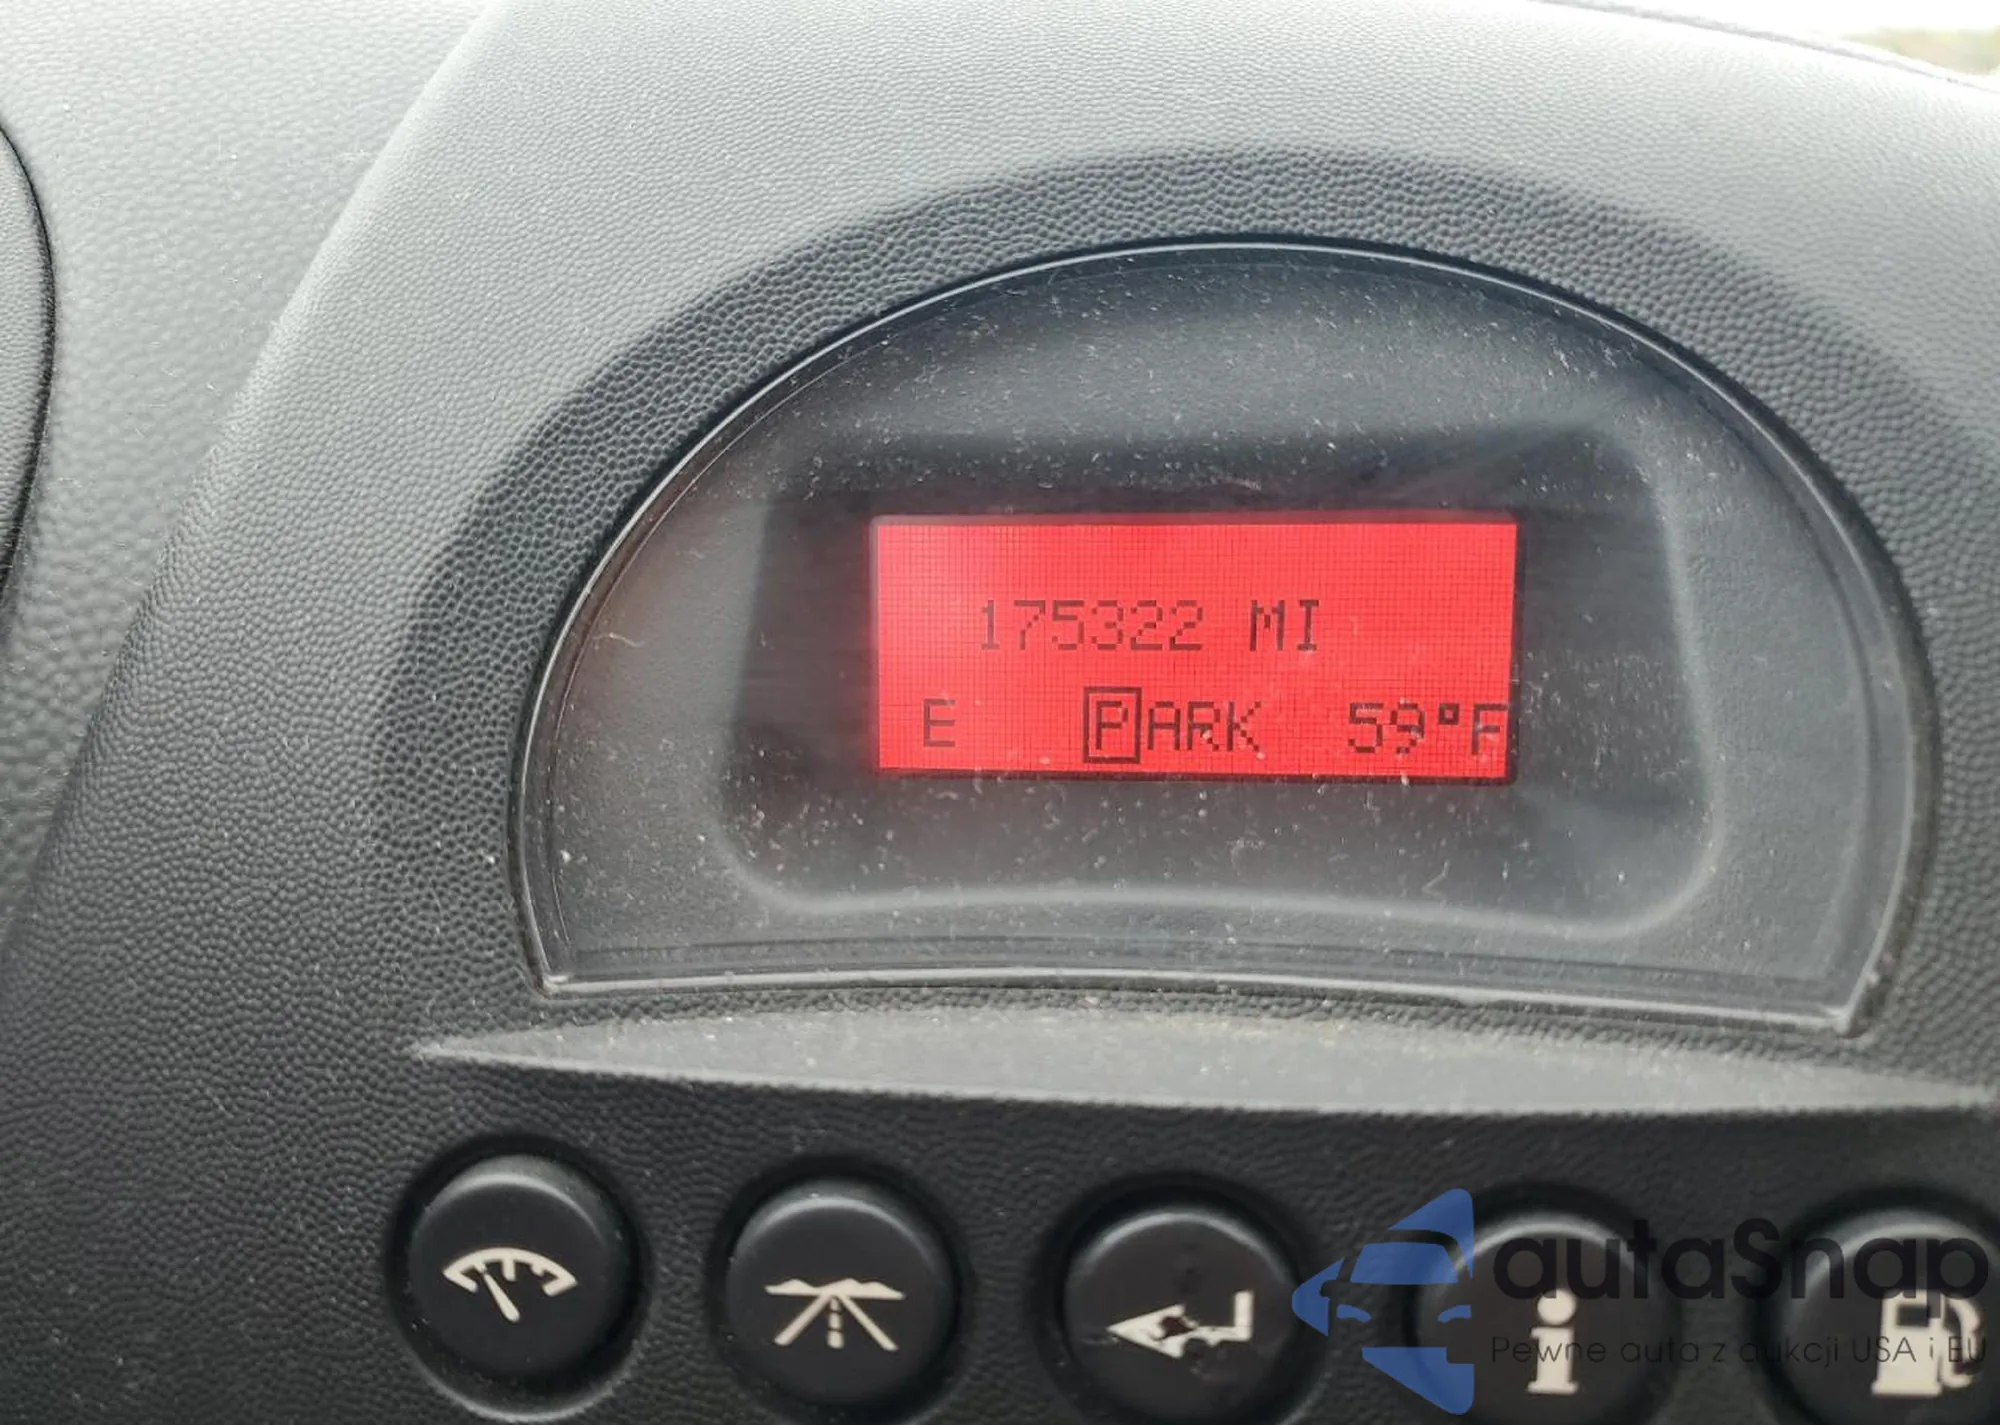 175322 MI
E PARK 59°F
autaSnap
Pewne auta z aukcji USA i EU